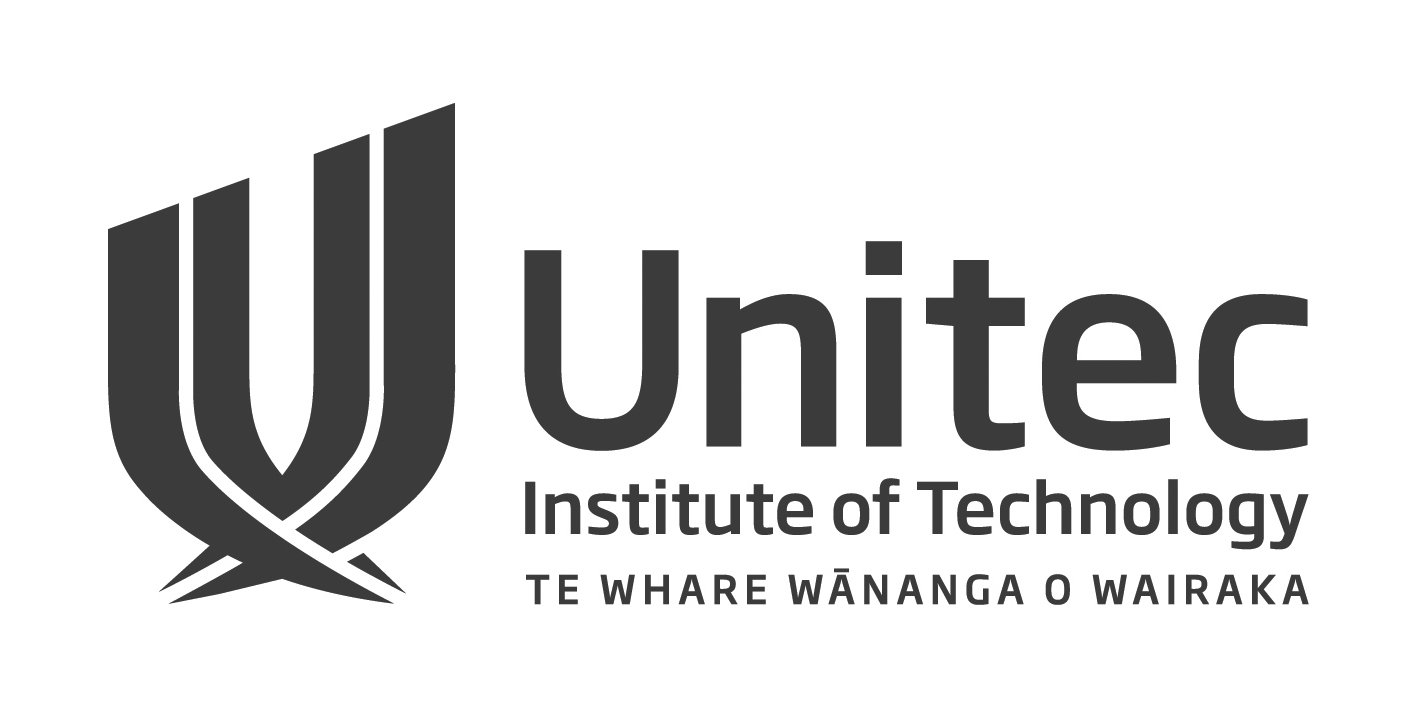 Unitec
Institute of Technology
TE WHARE WĀNANGA O WAIRAKA